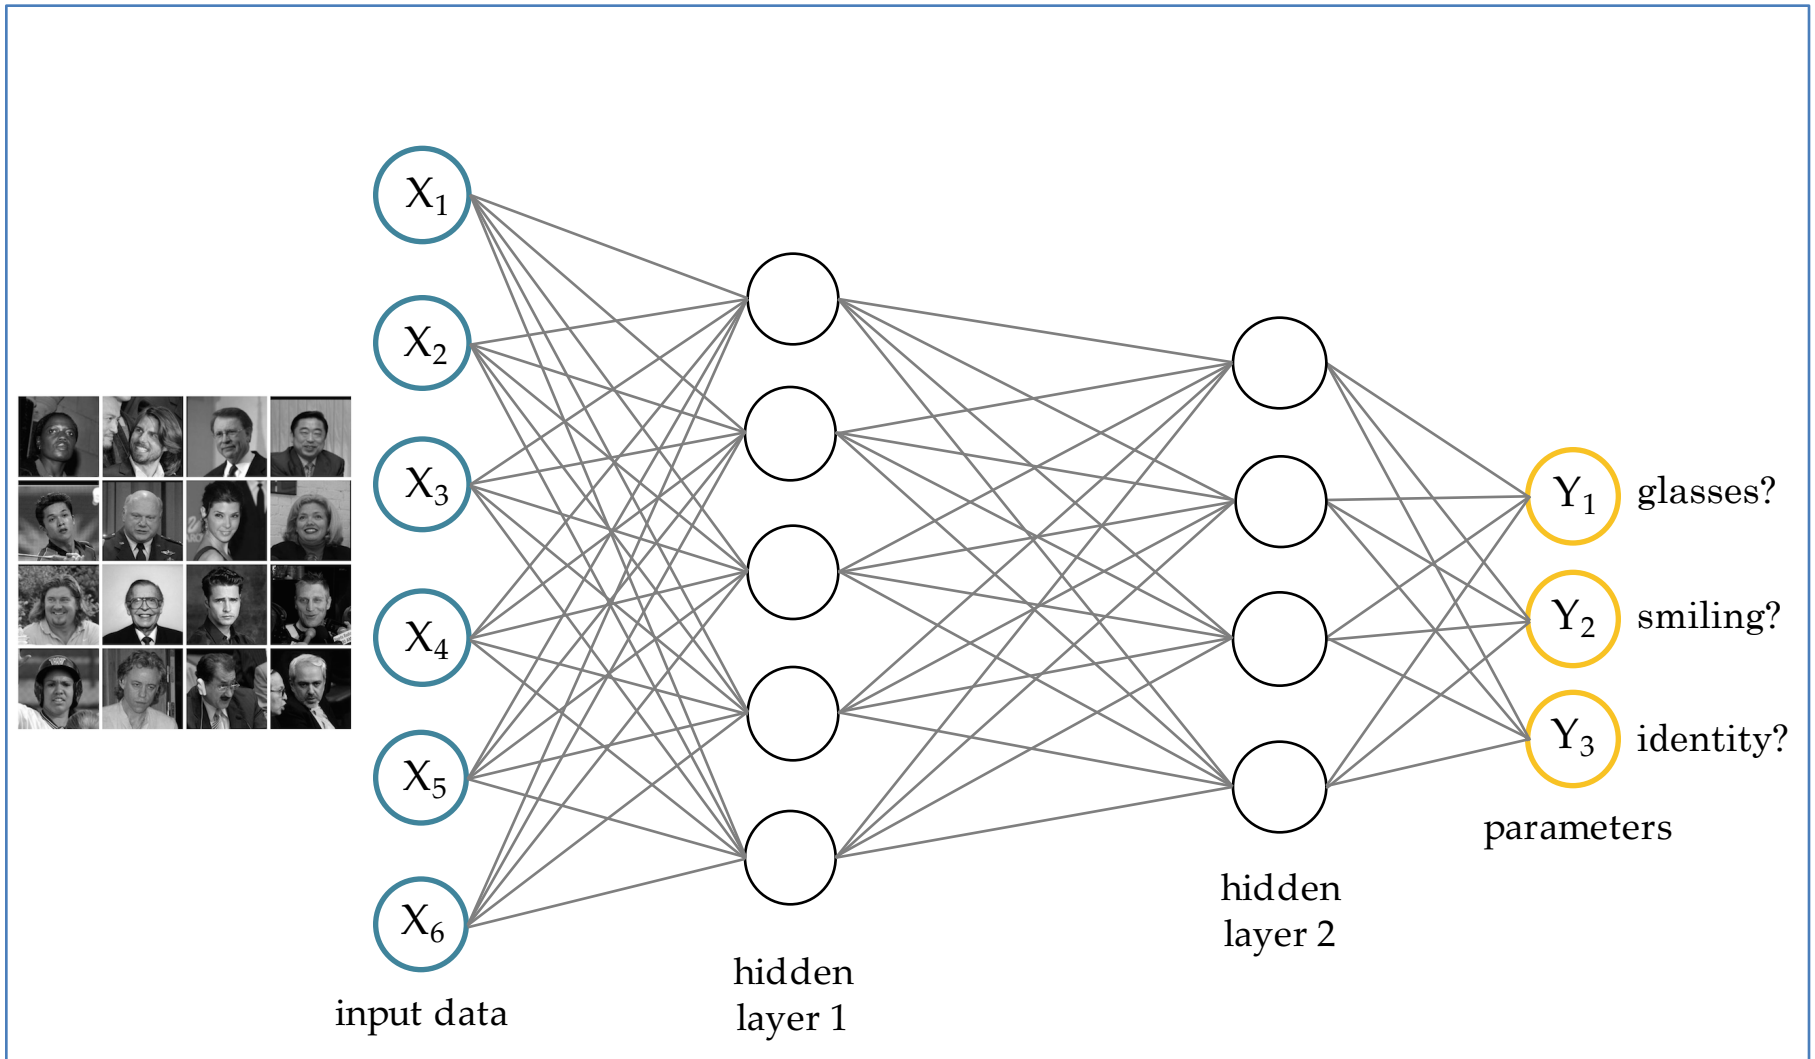 X₁
X₂
X₃
X₄
X₅
X₆
input data
hidden
layer 1
hidden
layer 2
Y₁ glasses?
Y₂ smiling?
Y₃ identity?
parameters